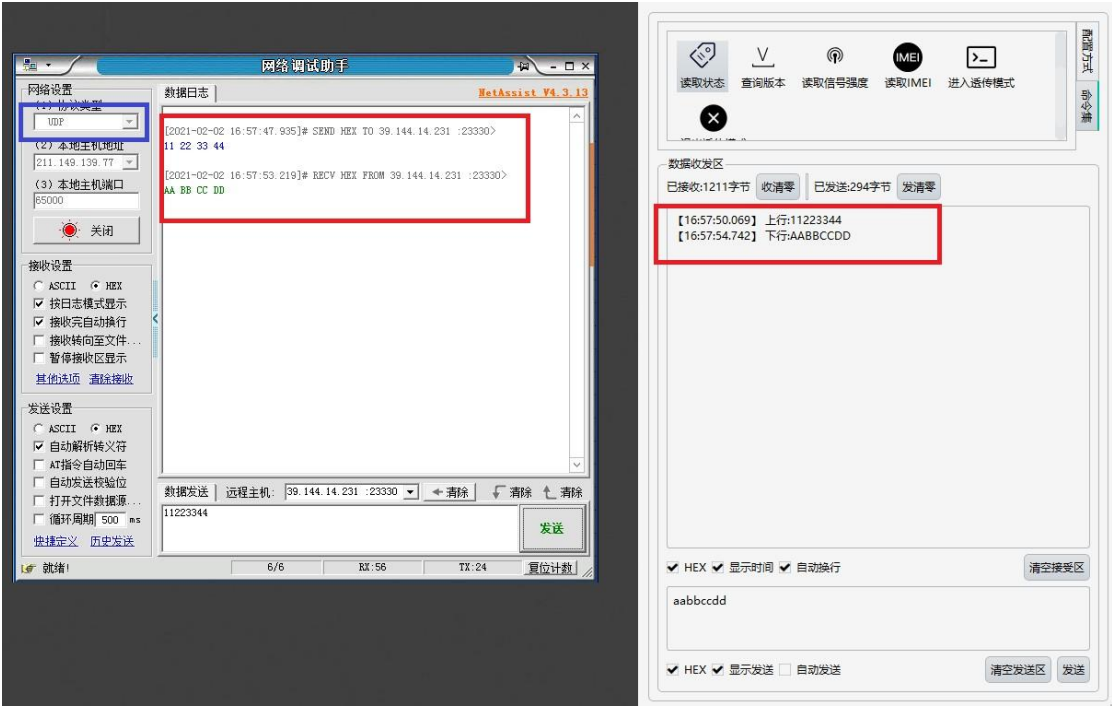 网络调试助手
网络设置
(1) 协议类型
UDP
(2) 本地主机地址
211.149.139.77
(3) 本地主机端口
65000
关闭
接收设置
ASCII HEX
按日志模式显示
接收完自动换行
接收转向至文件...
暂停接收区显示
其他选项 清除接收
发送设置
ASCII HEX
自动解析转义符
AT指令自动回车
自动发送校验位
打开文件数据源...
循环周期 500 ms
快捷定义 历史发送
就绪!
数据日志
NetAssist V4.3.13
[2021-02-02 16:57:47.935]# SEND HEX TO 39.144.14.231 :23330>
11 22 33 44
[2021-02-02 16:57:53.219]# RECV HEX FROM 39.144.14.231 :23330>
AA BB CC DD
数据发送 远程主机: 39.144.14.231 :23330 清除 清除 清除
11223344
发送
6/6 RX:56 TX:24 复位计数
配置方式
命令集
IMEI
读取状态 查询版本 读取信号强度 读取IMEI 进入透传模式
数据收发区
已接收:1211字节 收清零 已发送:294字节 发清零
【16:57:50.069】 上行:11223344
【16:57:54.742】 下行:AABBCCDD
HEX 显示时间 自动换行 清空接受区
aabbccdd
HEX 显示发送 自动发送 清空发送区 发送